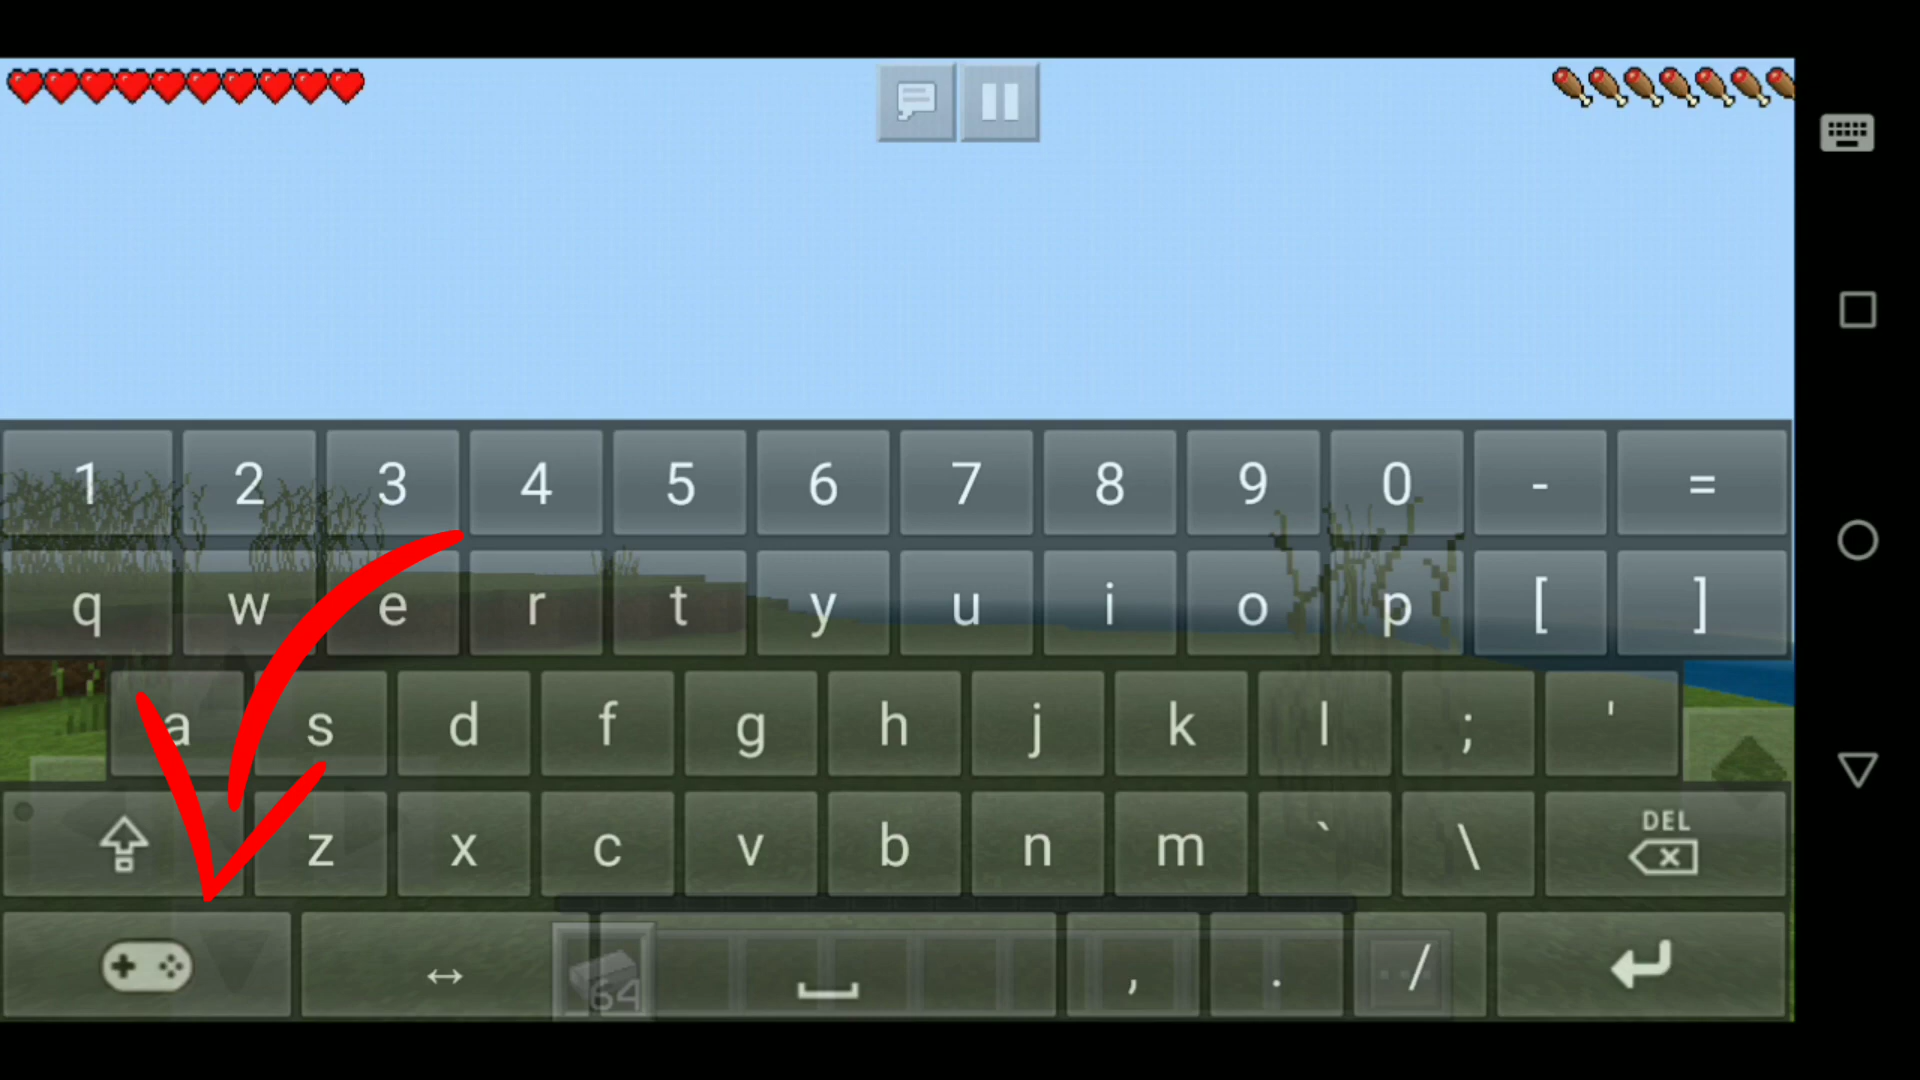 1 2 3 4 5 6 7 8 9 0 - =
q w e r t y u i o p [ ]
a s d f g h j k l ; '
z x c v b n m ` \ DEL
64 , . /